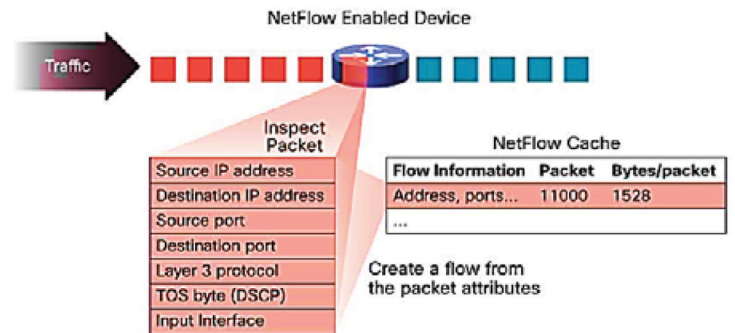 NetFlow Enabled Device
Traffic
Inspect
Packet
Source IP address
Destination IP address
Source port
Destination port
Layer 3 protocol
TOS byte (DSCP)
Input Interface
NetFlow Cache
Flow Information Packet Bytes/packet
Address, ports... 11000 1528
...
Create a flow from
the packet attributes